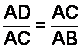 AD/AC = AC/AB